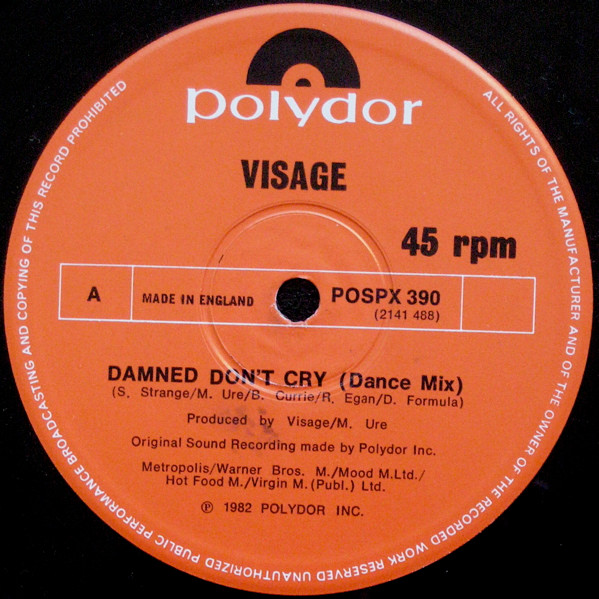 polydor
VISAGE
45 rpm
A
MADE IN ENGLAND
POSPX 390
(2141 488)
DAMNED DON'T CRY (Dance Mix)
(S. Strange/M. Ure/B. Currie/R, Egan/D. Formula)
Produced by Visage/M. Ure
Original Sound Recording made by Polydor Inc.
Metropolis/Warner Bros. M./Mood M.Ltd./
Hot Food M./Virgin M.(Publ.) Ltd.
℗ 1982 POLYDOR INC.
ALL RIGHTS OF THE MANUFACTURER AND OF THE OWNER OF THE RECORDED WORK RESERVED UNAUTHORIZED PUBLIC PERFORMANCE BROADCASTING AND COPYING OF THIS RECORD PROHIBITED